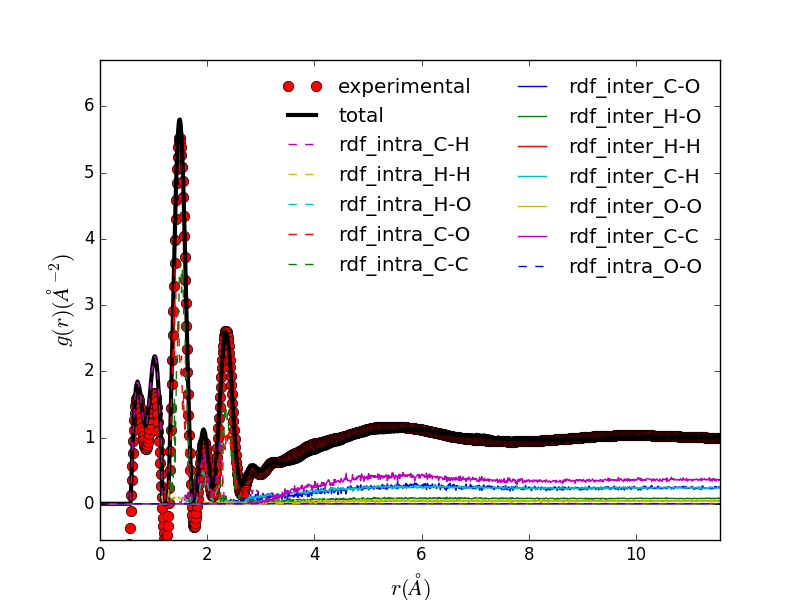 experimental
total
rdf_intra_C-H
rdf_intra_H-H
rdf_intra_H-O
rdf_intra_C-O
rdf_intra_C-C
rdf_inter_C-O
rdf_inter_H-O
rdf_inter_H-H
rdf_inter_C-H
rdf_inter_O-O
rdf_inter_C-C
rdf_intra_O-O
6
5
4
3
2
1
0
g(r)(Å⁻²)
0 2 4 6 8 10
r(Å)